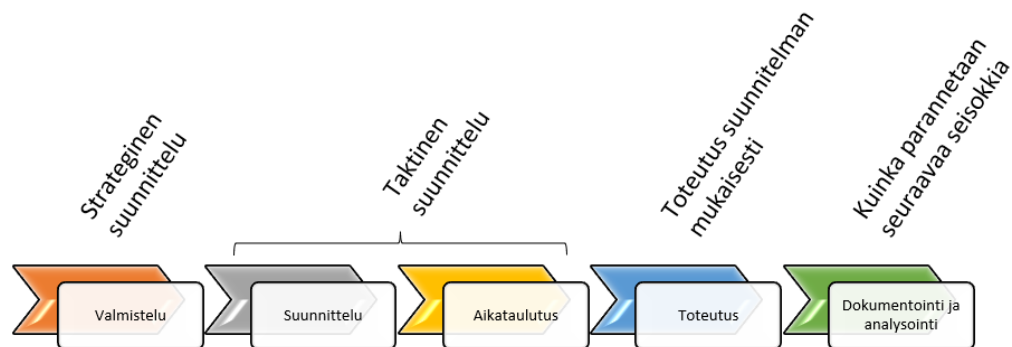 Strateginen
suunnittelu
Taktinen
suunnittelu
Toteutus suunnitelman
mukaisesti
Kuinka parannetaan
seuraavaa seisokkia
Valmistelu
Suunnittelu
Aikataulutus
Toteutus
Dokumentointi ja
analysointi